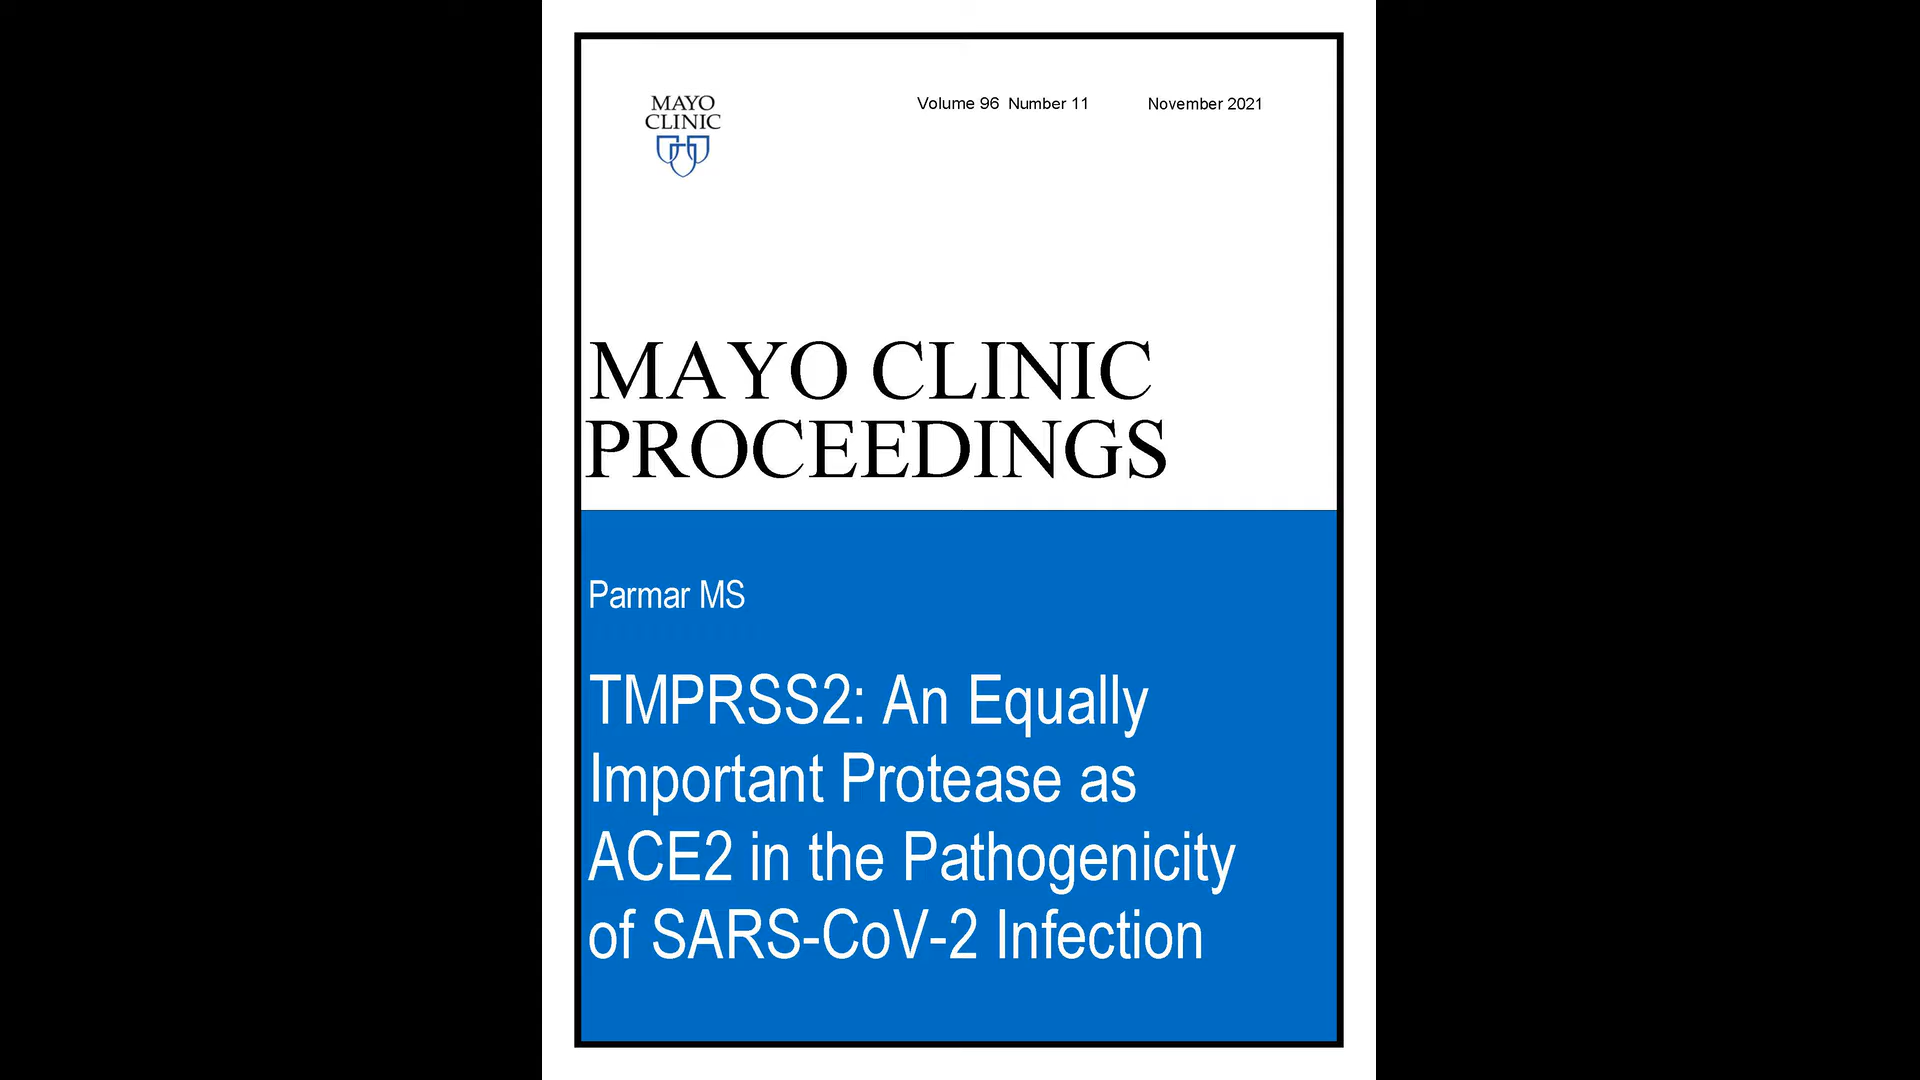 MAYO
CLINIC
Volume 96 Number 11 November 2021
MAYO CLINIC
PROCEEDINGS
Parmar MS
TMPRSS2: An Equally
Important Protease as
ACE2 in the Pathogenicity
of SARS-CoV-2 Infection